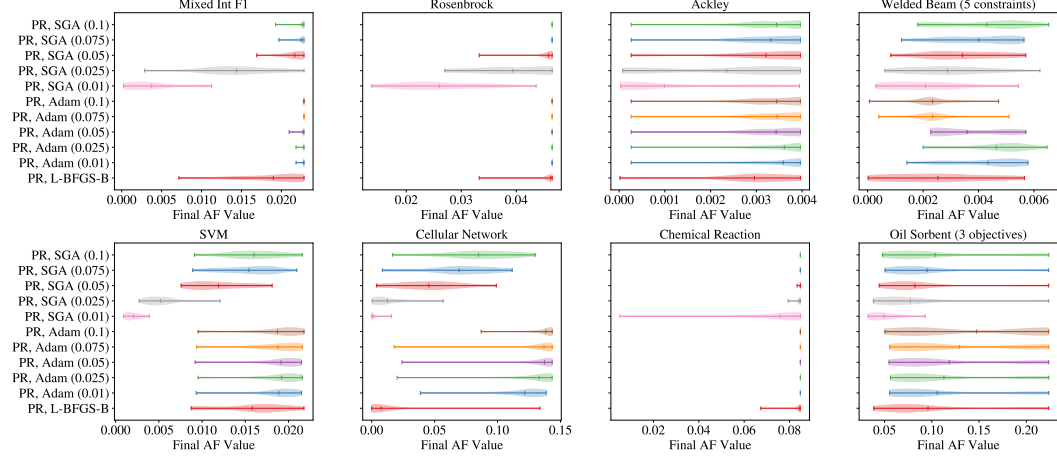 Mixed Int F1
Rosenbrock
Ackley
Welded Beam (5 constraints)
PR, SGA (0.1)
PR, SGA (0.075)
PR, SGA (0.05)
PR, SGA (0.025)
PR, SGA (0.01)
PR, Adam (0.1)
PR, Adam (0.075)
PR, Adam (0.05)
PR, Adam (0.025)
PR, Adam (0.01)
PR, L-BFGS-B
0.000 0.005 0.010 0.015 0.020
0.02 0.03 0.04
0.000 0.001 0.002 0.003 0.004
0.000 0.002 0.004 0.006
Final AF Value
Final AF Value
Final AF Value
Final AF Value
SVM
Cellular Network
Chemical Reaction
Oil Sorbent (3 objectives)
PR, SGA (0.1)
PR, SGA (0.075)
PR, SGA (0.05)
PR, SGA (0.025)
PR, SGA (0.01)
PR, Adam (0.1)
PR, Adam (0.075)
PR, Adam (0.05)
PR, Adam (0.025)
PR, Adam (0.01)
PR, L-BFGS-B
0.000 0.005 0.010 0.015 0.020
0.00 0.05 0.10 0.15
0.02 0.04 0.06 0.08
0.05 0.10 0.15 0.20
Final AF Value
Final AF Value
Final AF Value
Final AF Value